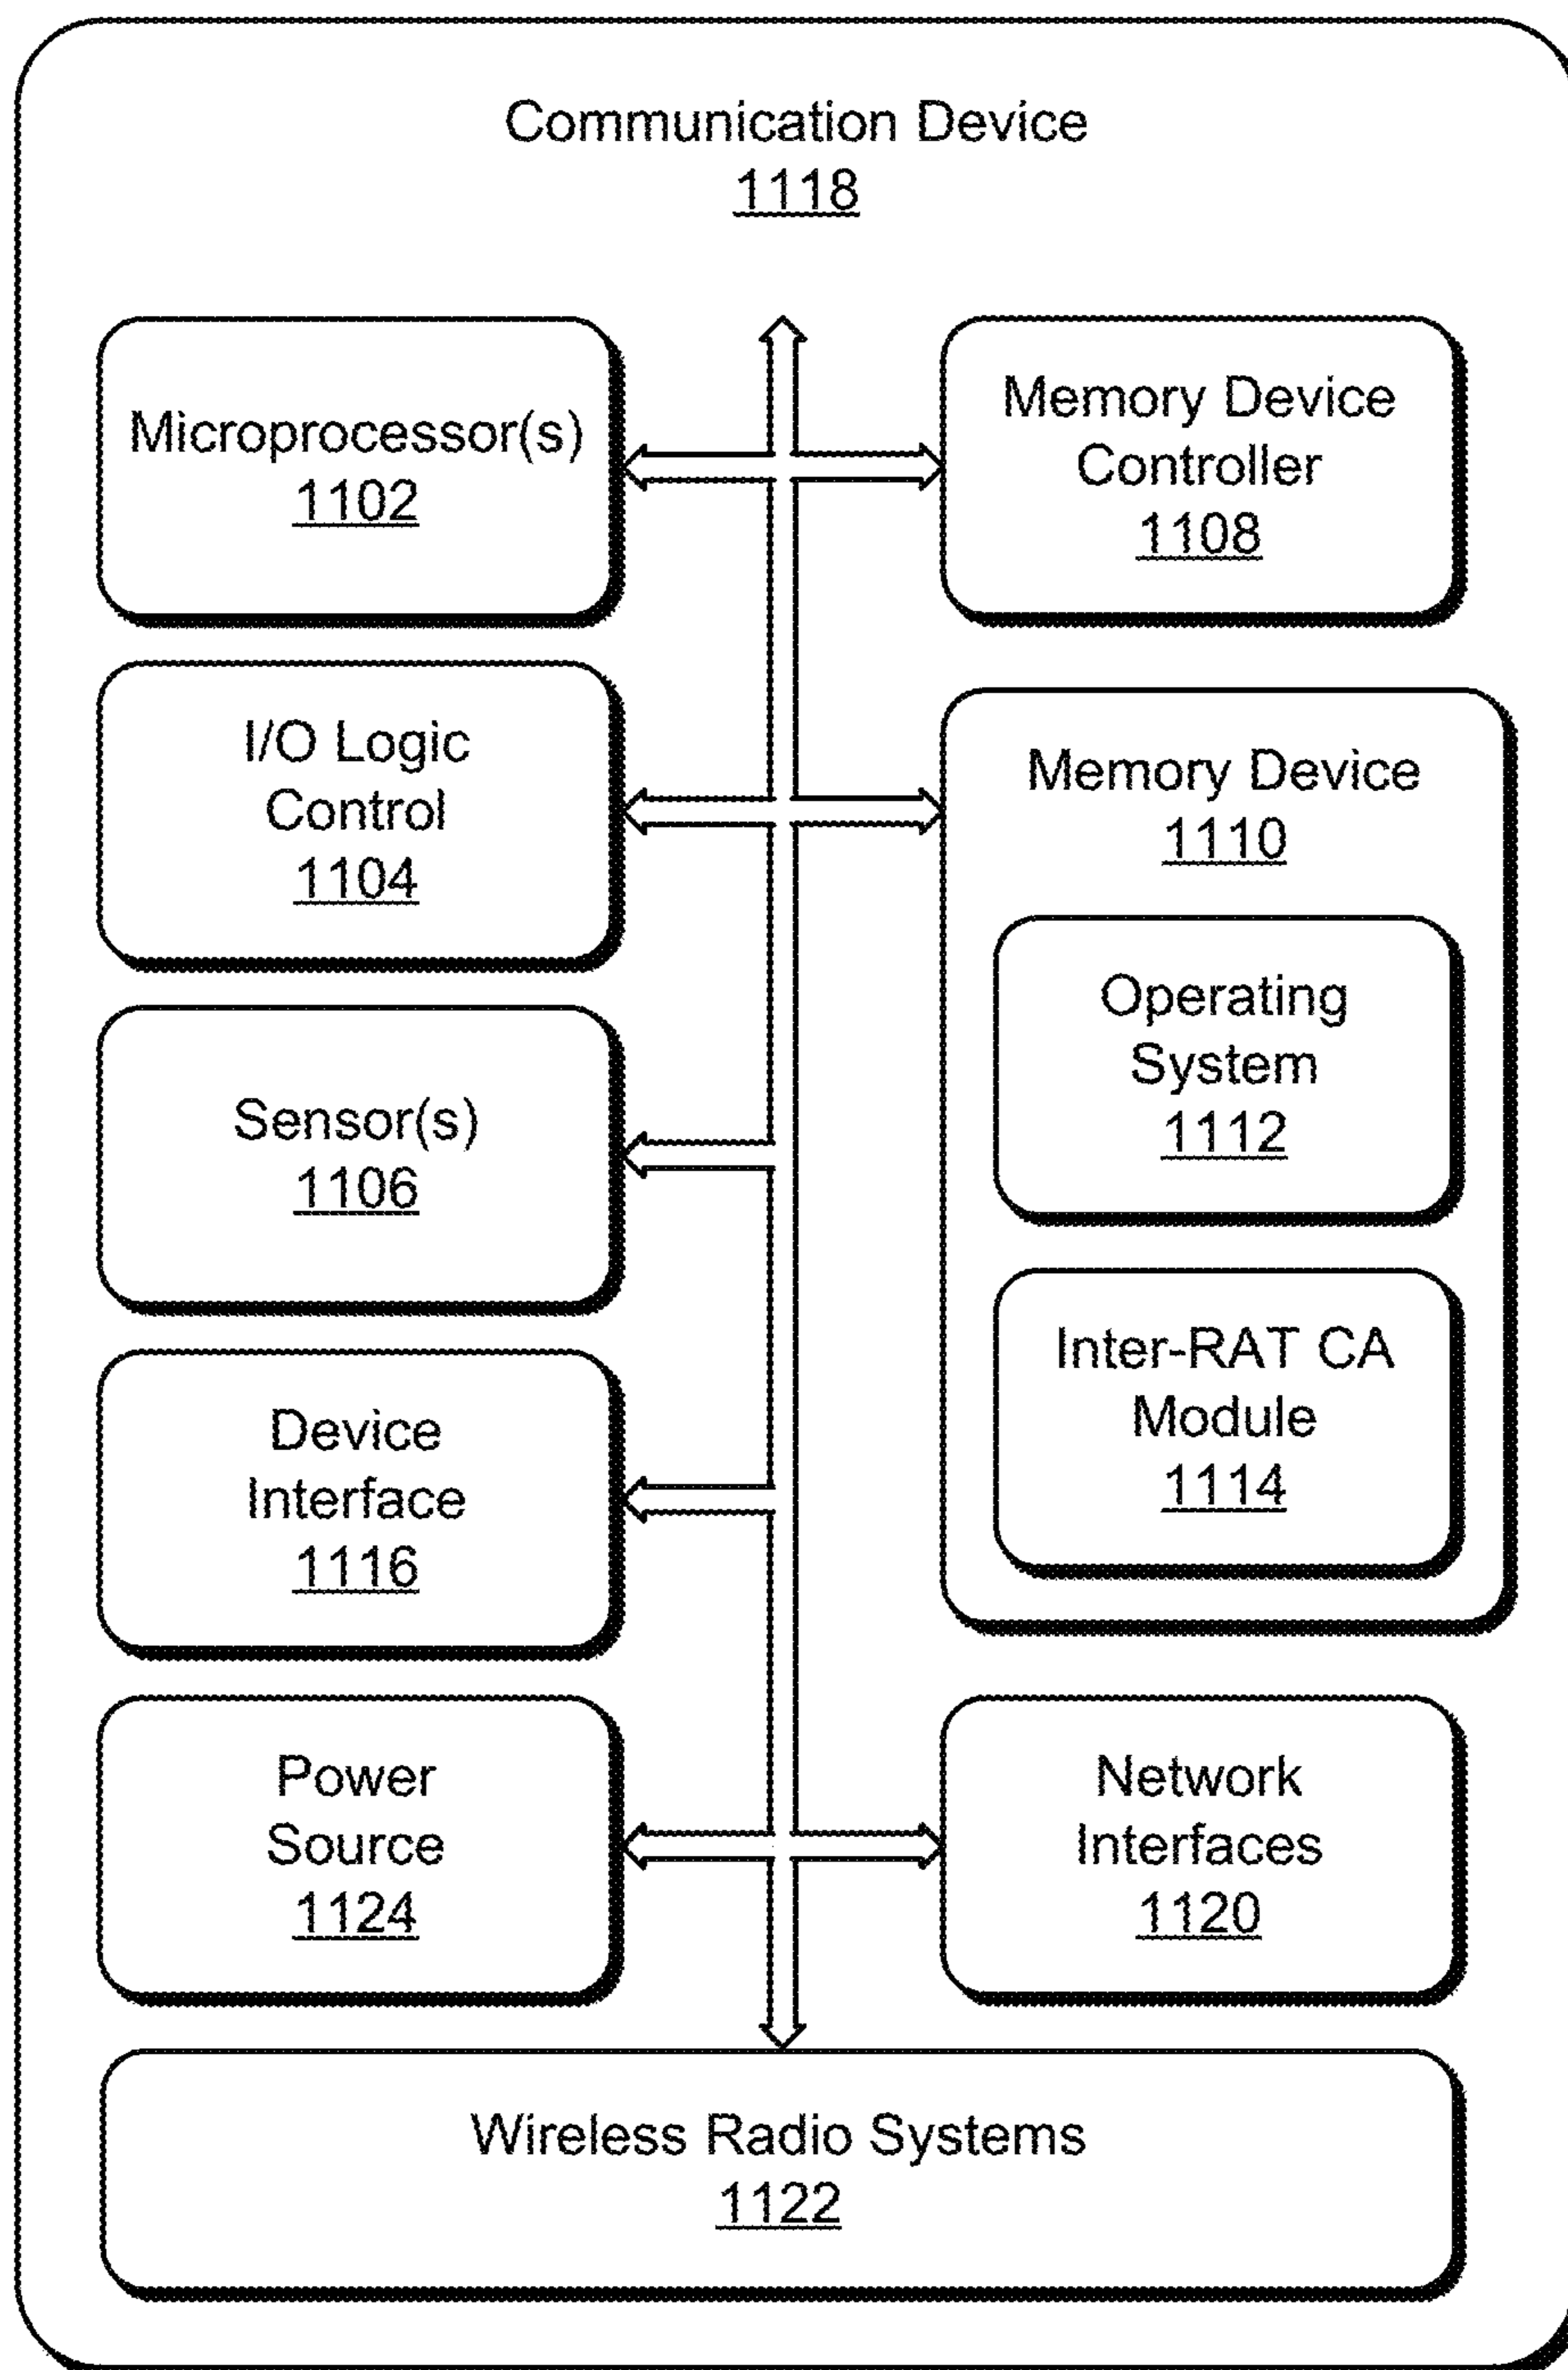 Communication Device
1118
Microprocessor(s)
1102
Memory Device
Controller
1108
I/O Logic
Control
1104
Memory Device
1110
Operating
System
1112
Sensor(s)
1106
Inter-RAT CA
Module
1114
Device
Interface
1116
Power
Source
1124
Network
Interfaces
1120
Wireless Radio Systems
1122